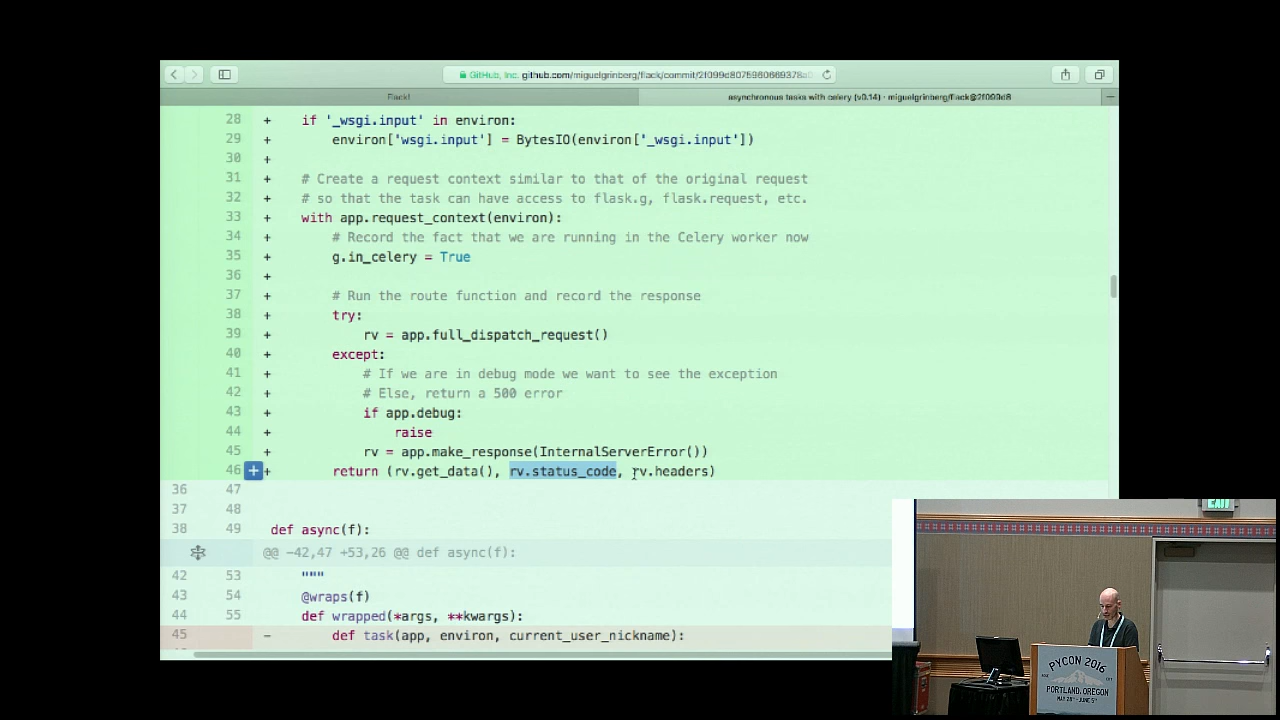 GitHub, Inc. github.com/miguelgrinberg/flack/commit/2f099d8075980669378a0
Flack!
asynchronous tasks with celery (v0.14) · miguelgrinberg/flack@2f099d8
28 + if '_wsgi.input' in environ:
29 + environ['wsgi.input'] = BytesIO(environ['_wsgi.input'])
30 +
31 + # Create a request context similar to that of the original request
32 + # so that the task can have access to flask.g, flask.request, etc.
33 + with app.request_context(environ):
34 + # Record the fact that we are running in the Celery worker now
35 + g.in_celery = True
36 +
37 + # Run the route function and record the response
38 + try:
39 + rv = app.full_dispatch_request()
40 + except:
41 + # If we are in debug mode we want to see the exception
42 + # Else, return a 500 error
43 + if app.debug:
44 + raise
45 + rv = app.make_response(InternalServerError())
46 + + return (rv.get_data(), rv.status_code, rv.headers)
36 47
37 48
38 49 def async(f):
@@ -42,47 +53,26 @@ def async(f):
42 53 """
43 54 @wraps(f)
44 55 def wrapped(*args, **kwargs):
45 - def task(app, environ, current_user_nickname):
PYCON 2016
PORTLAND, OREGON
MAY 28TH - JUNE 5TH